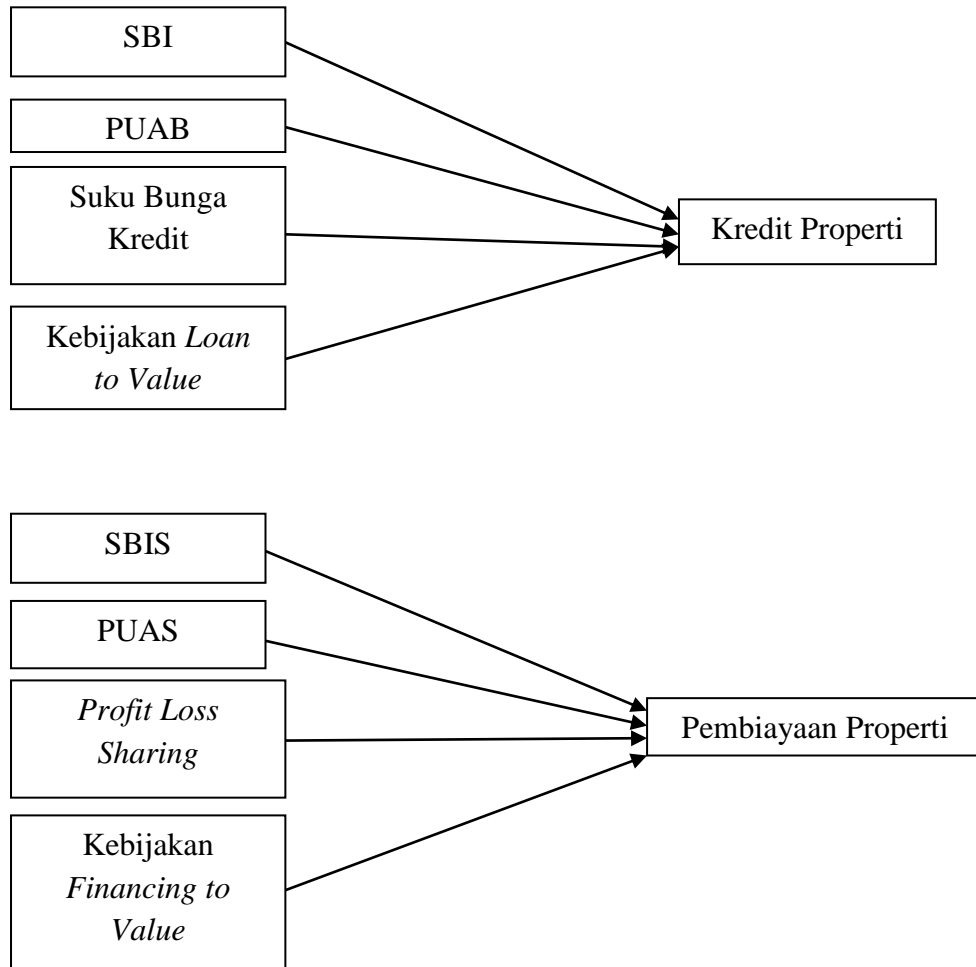 SBI
PUAB
Suku Bunga
Kredit
Kredit Properti
Kebijakan Loan
to Value
SBIS
PUAS
Profit Loss
Sharing
Pembiayaan Properti
Kebijakan
Financing to
Value